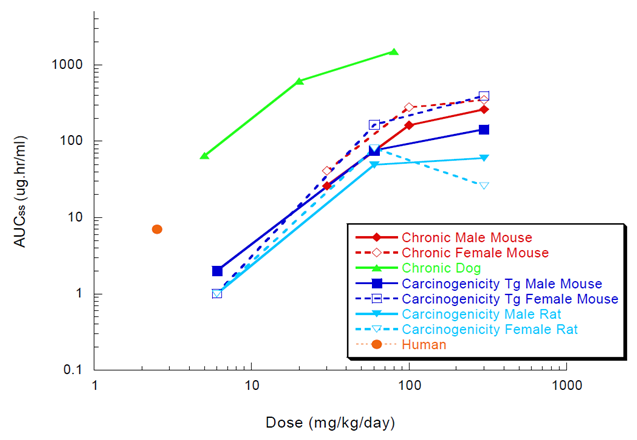 1000
100
10
1
0.1
AUCss (ug.hr/ml)
1
10
100
1000
Dose (mg/kg/day)
Chronic Male Mouse
Chronic Female Mouse
Chronic Dog
Carcinogenicity Tg Male Mouse
Carcinogenicity Tg Female Mouse
Carcinogenicity Male Rat
Carcinogenicity Female Rat
Human